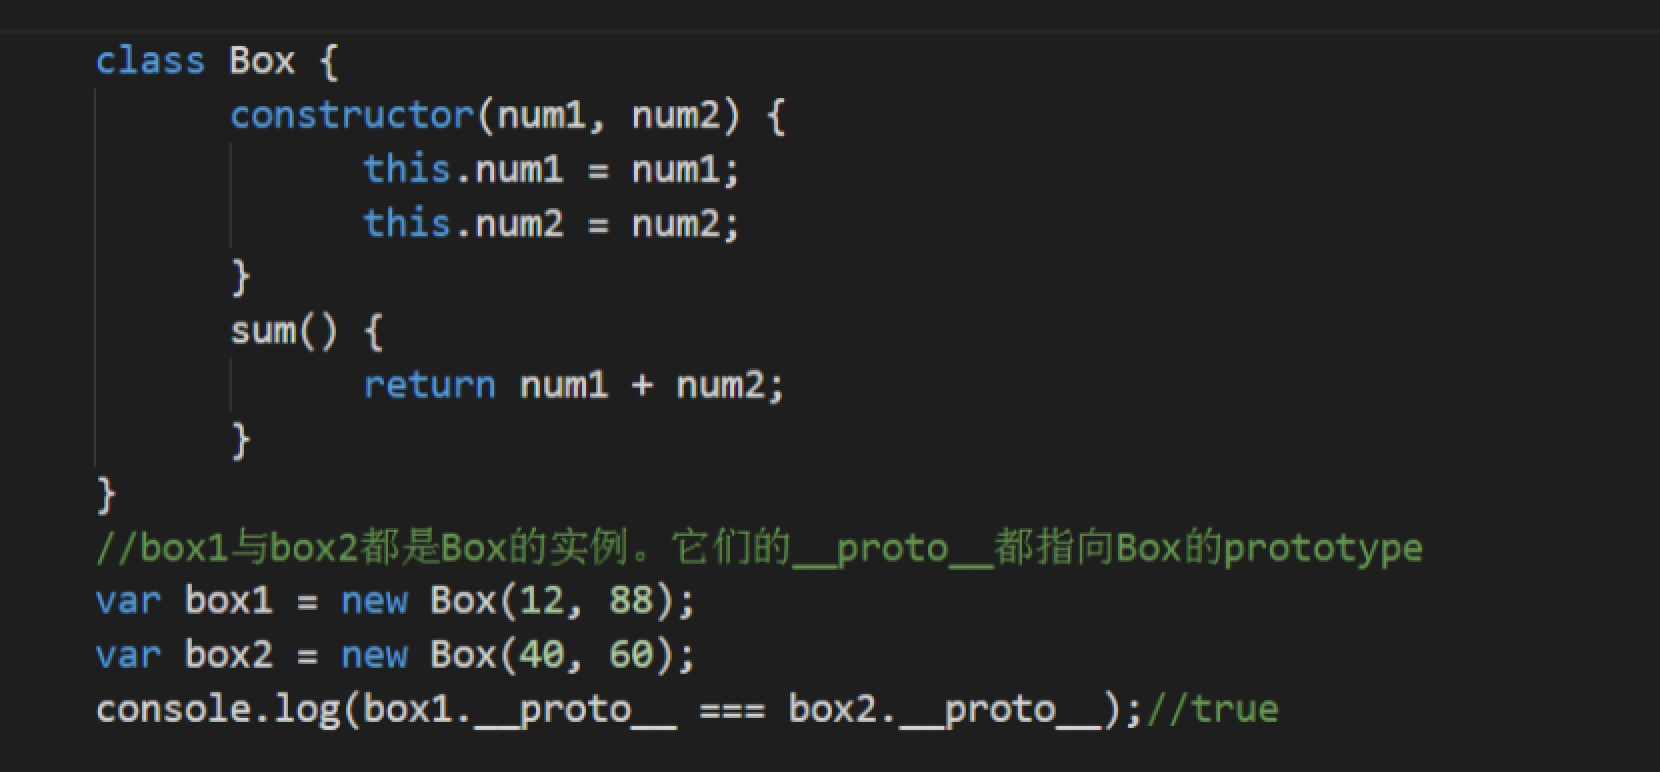 class Box {
constructor(num1, num2) {
this.num1 = num1;
this.num2 = num2;
}
sum() {
return num1 + num2;
}
}
//box1与box2都是Box的实例。它们的__proto__都指向Box的prototype
var box1 = new Box(12, 88);
var box2 = new Box(40, 60);
console.log(box1.__proto__ === box2.__proto__);//true